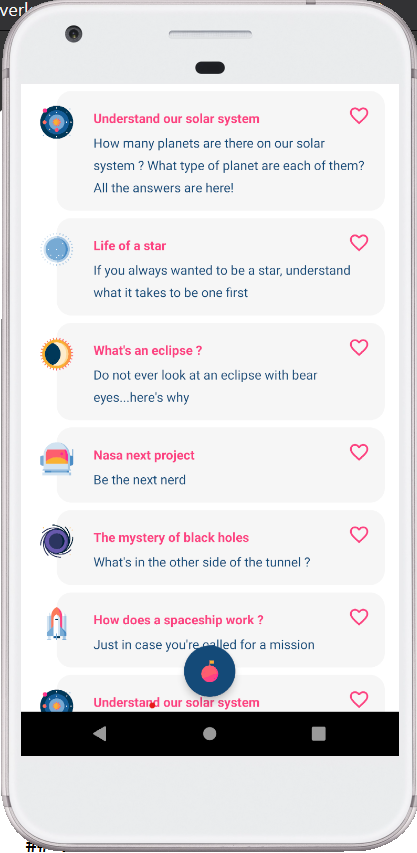 Understand our solar system
How many planets are there on our solar
system ? What type of planet are each of them?
All the answers are here!
Life of a star
If you always wanted to be a star, understand
what it takes to be one first
What's an eclipse ?
Do not ever look at an eclipse with bear
eyes...here's why
Nasa next project
Be the next nerd
The mystery of black holes
What's in the other side of the tunnel ?
How does a spaceship work ?
Just in case you're called for a mission
Understand our solar system